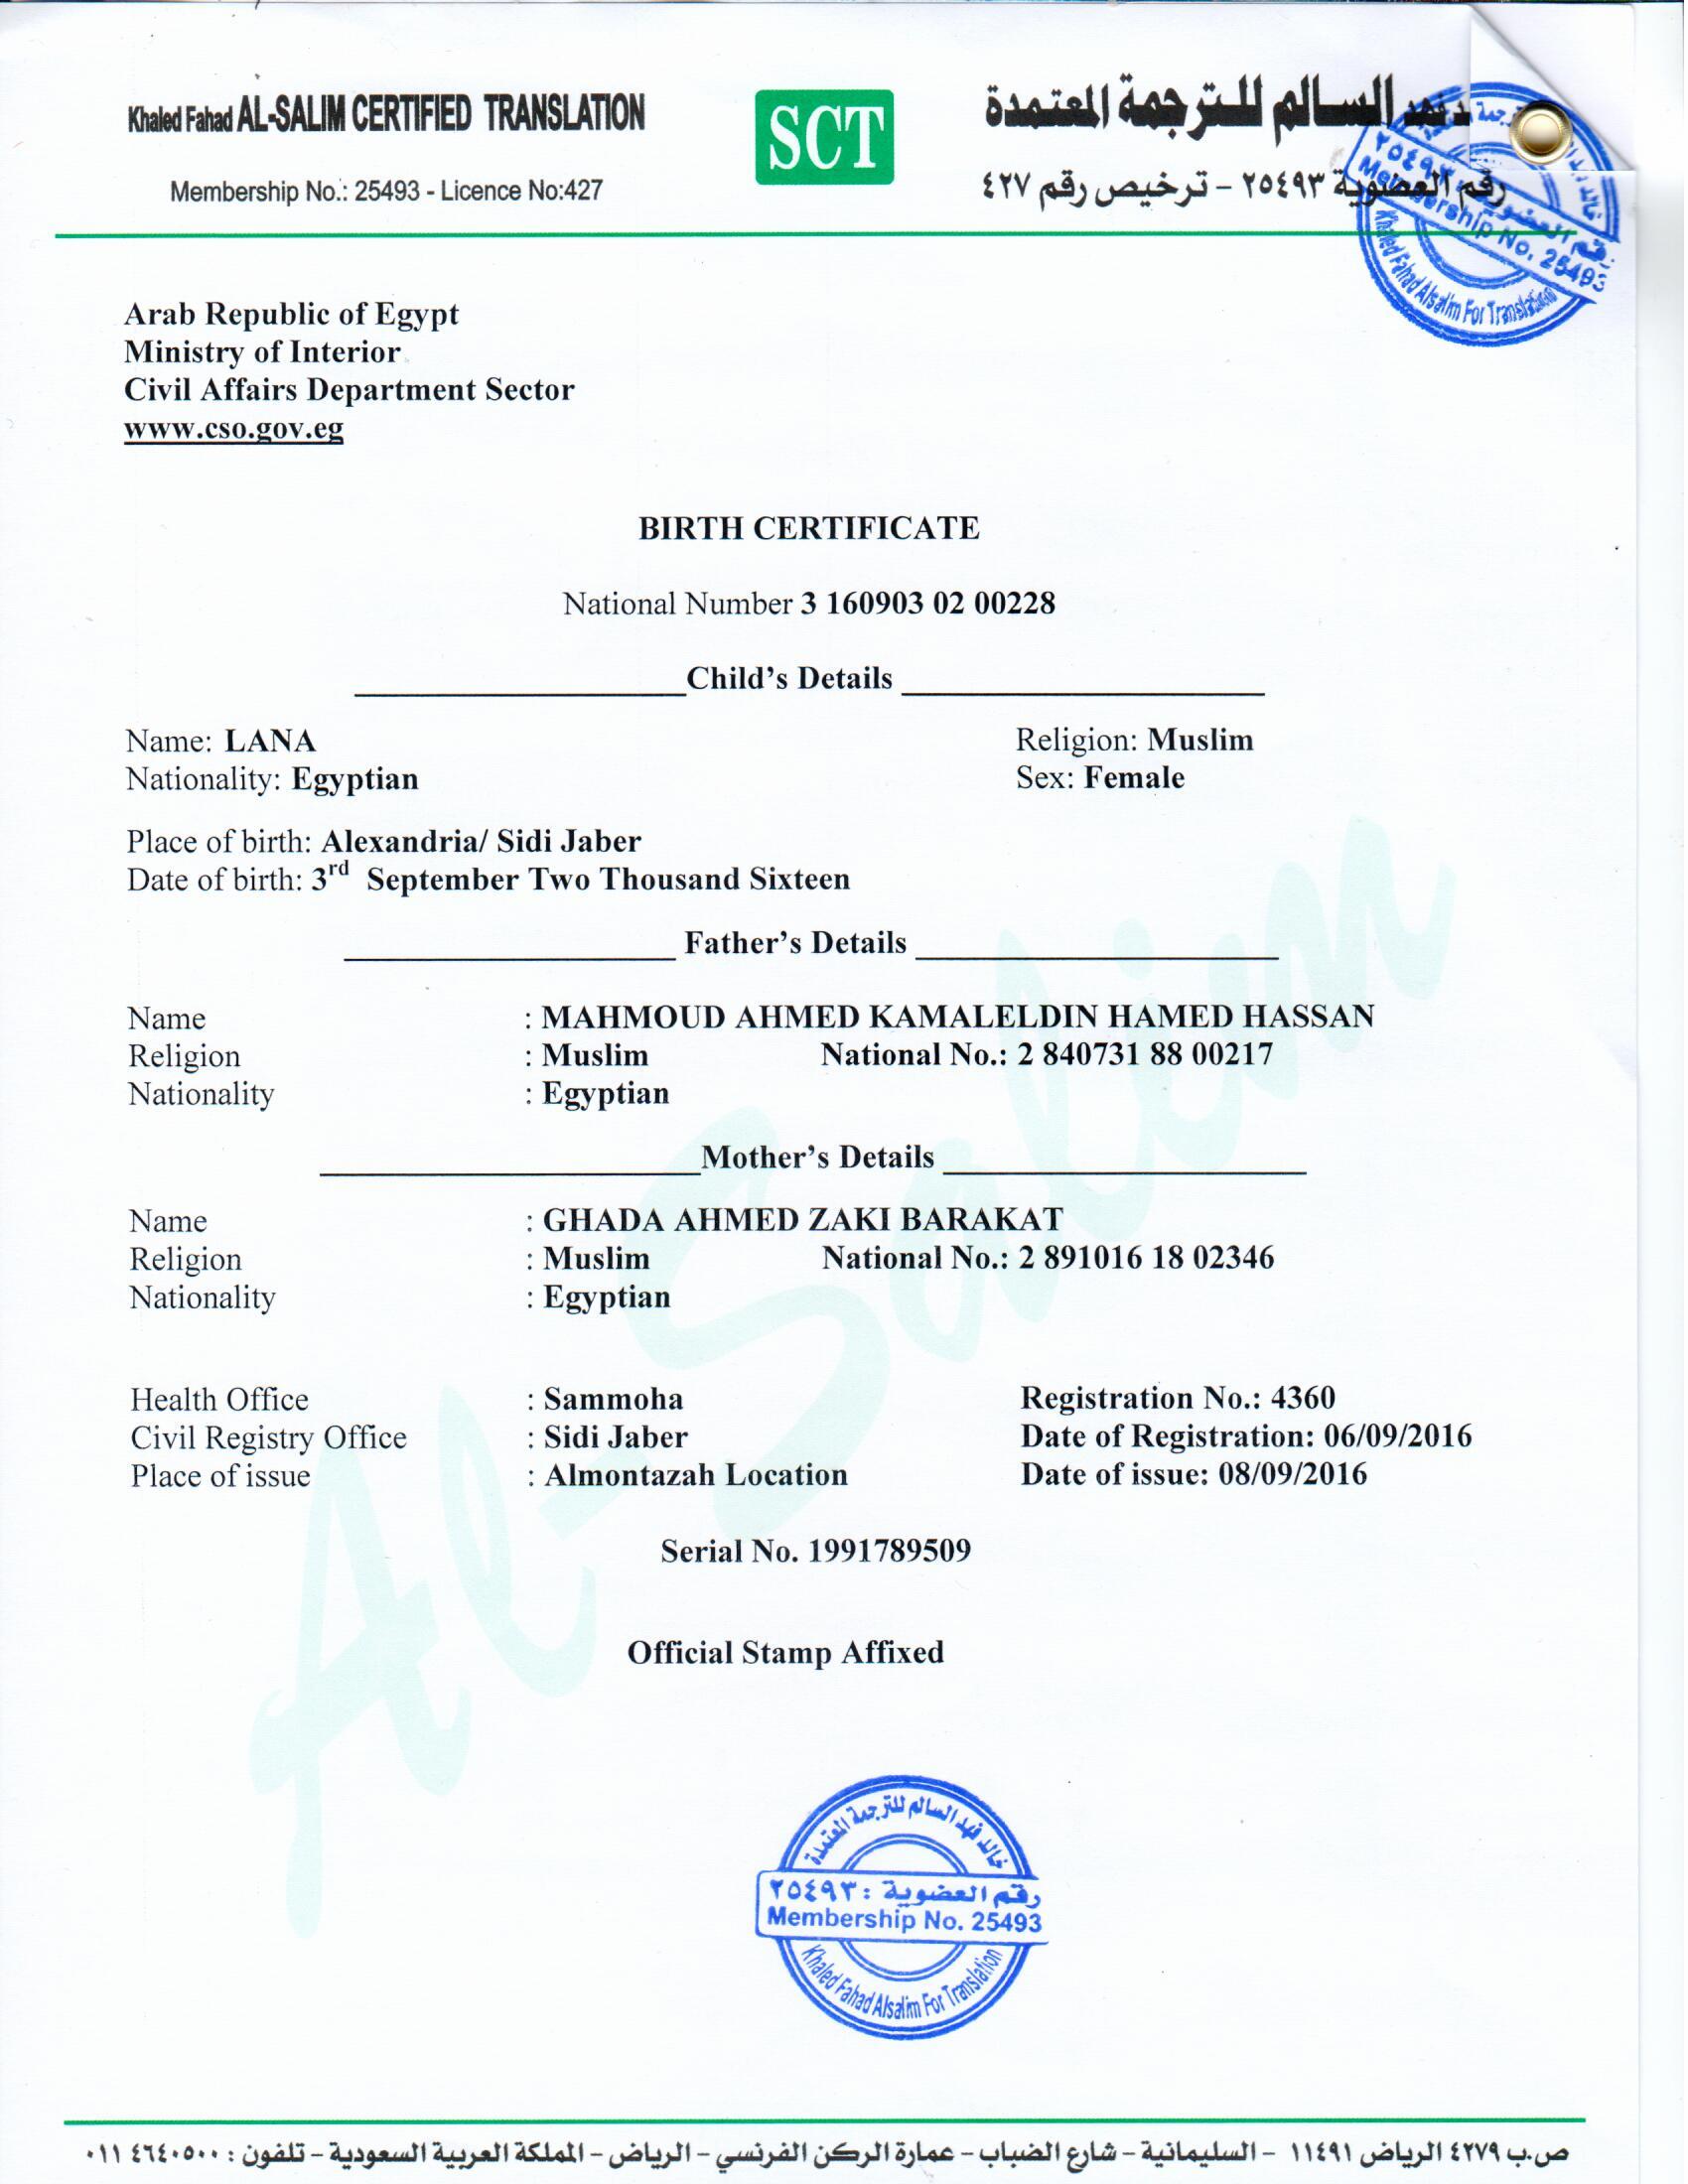 Khaled Fahad AL-SALIM CERTIFIED TRANSLATION
Membership No.: 25493 - Licence No:427
SCT
فهد السالم للترجمة المعتمدة
رقم العضوية ٢٥٤٩٣ - ترخيص رقم ٤٢٧
رقم العضوية : ٢٥٤٩٣
Membership No. 25493
Khaled Fahad Alsalim For Translation
Arab Republic of Egypt
Ministry of Interior
Civil Affairs Department Sector
www.cso.gov.eg
BIRTH CERTIFICATE
National Number 3 160903 02 00228
Child’s Details
Name: LANA Religion: Muslim
Nationality: Egyptian Sex: Female
Place of birth: Alexandria/ Sidi Jaber
Date of birth: 3rd September Two Thousand Sixteen
Father’s Details
Name : MAHMOUD AHMED KAMALELDIN HAMED HASSAN
Religion : Muslim National No.: 2 840731 88 00217
Nationality : Egyptian
Mother’s Details
Name : GHADA AHMED ZAKI BARAKAT
Religion : Muslim National No.: 2 891016 18 02346
Nationality : Egyptian
Health Office : Sammoha Registration No.: 4360
Civil Registry Office : Sidi Jaber Date of Registration: 06/09/2016
Place of issue : Almontazah Location Date of issue: 08/09/2016
Serial No. 1991789509
Official Stamp Affixed
Al-Salim
خالد فهد السالم للترجمة المعتمدة
رقم العضوية : ٢٥٤٩٣
Membership No. 25493
Khaled Fahad Alsalim For Translation
ص.ب ٤٢٧٩ الرياض ١١٤٩١ - السليمانية - شارع الضباب - عمارة الركن الفرنسي - الرياض - المملكة العربية السعودية - تلفون : ٤٦٤٠٥٠٠ ٠١١